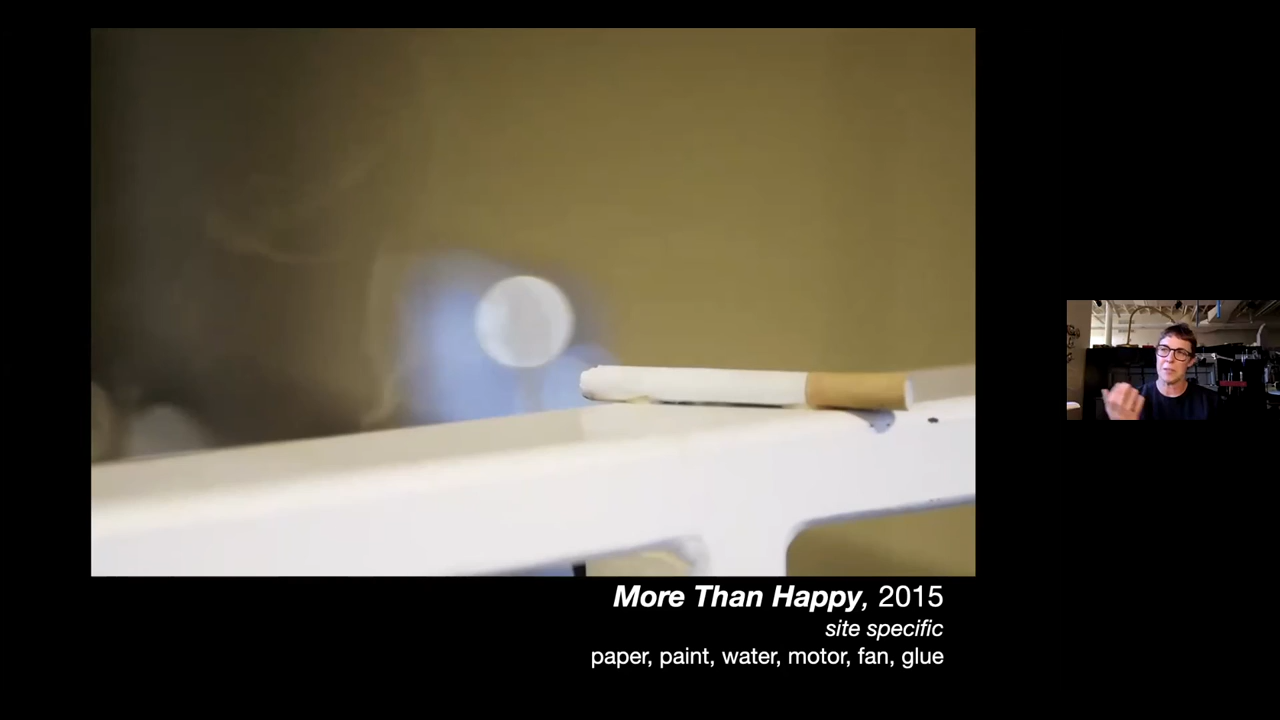 More Than Happy, 2015
site specific
paper, paint, water, motor, fan, glue